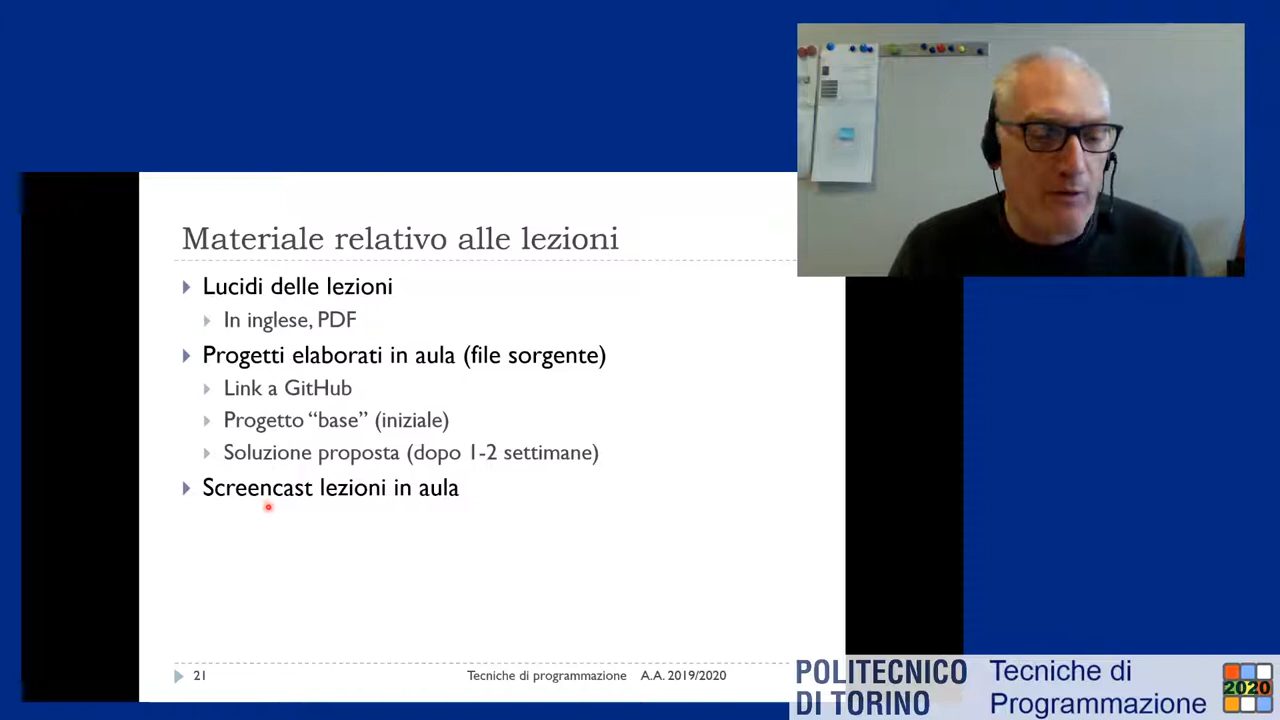 Materiale relativo alle lezioni
Lucidi delle lezioni
In inglese, PDF
Progetti elaborati in aula (file sorgente)
Link a GitHub
Progetto “base” (iniziale)
Soluzione proposta (dopo 1-2 settimane)
Screencast lezioni in aula
21
Tecniche di programmazione A.A. 2019/2020
POLITECNICO
DI TORINO
Tecniche di
Programmazione
2020